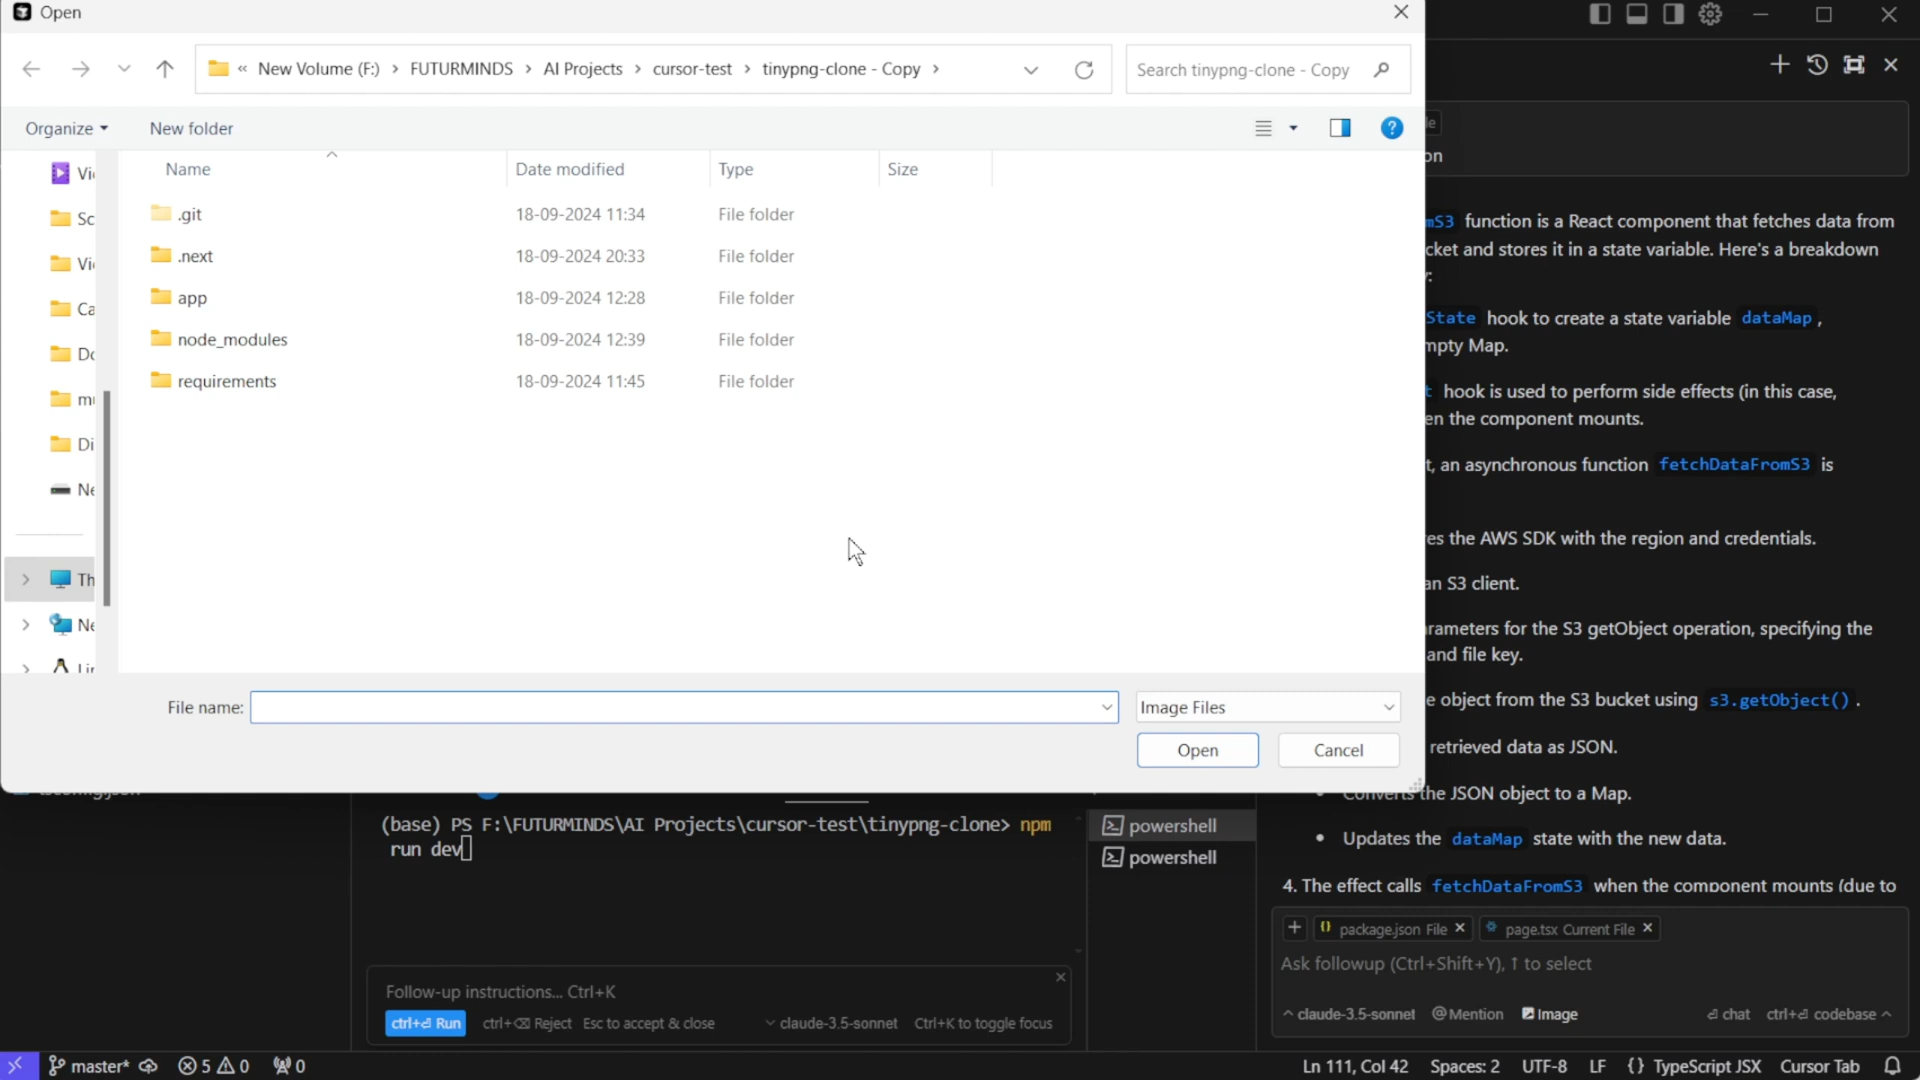 Open
« New Volume (F:) › FUTURMINDS › AI Projects › cursor-test › tinypng-clone - Copy ›
Search tinypng-clone - Copy
Organize
New folder
Name Date modified Type Size
.git 18-09-2024 11:34 File folder
.next 18-09-2024 20:33 File folder
app 18-09-2024 12:28 File folder
node_modules 18-09-2024 12:39 File folder
requirements 18-09-2024 11:45 File folder
Vi
Sc
Vi
Ca
Do
mu
Di
Ne
Th
Ne
File name:
Image Files
Open Cancel
function is a React component that fetches data from
and stores it in a state variable. Here's a breakdown
State hook to create a state variable dataMap ,
Map.
hook is used to perform side effects (in this case,
the component mounts.
, an asynchronous function fetchDataFromS3 is
the AWS SDK with the region and credentials.
an S3 client.
for the S3 getObject operation, specifying the
and file key.
object from the S3 bucket using s3.getObject() .
retrieved data as JSON.
• Converts the JSON object to a Map.
• Updates the dataMap state with the new data.
4. The effect calls fetchDataFromS3 when the component mounts (due to
(base) PS F:\FUTURMINDS\AI Projects\cursor-test\tinypng-clone> npm
run dev
powershell
powershell
Follow-up instructions... Ctrl+K
ctrl+⏎ Run ctrl+⌫ Reject Esc to accept & close claude-3.5-sonnet Ctrl+K to toggle focus
+ {} package.json File × page.tsx Current File ×
Ask followup (Ctrl+Shift+Y), ↑ to select
^ claude-3.5-sonnet @Mention Image ⏎ chat ctrl+⏎ codebase ^
master* 5 0 0
Ln 111, Col 42 Spaces: 2 UTF-8 LF {} TypeScript JSX Cursor Tab